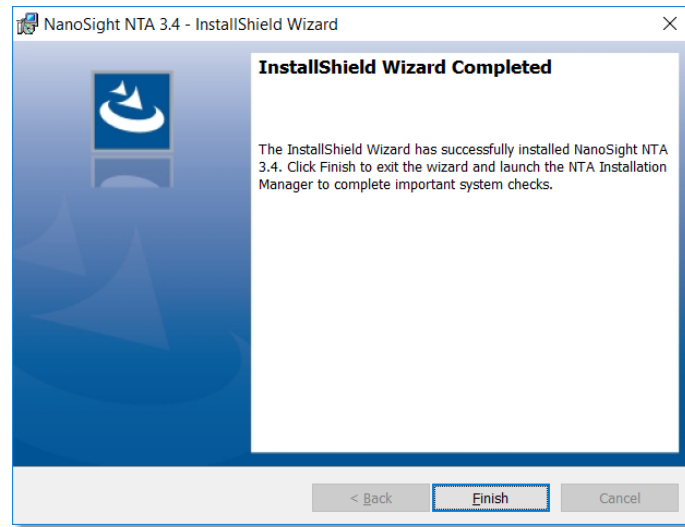 NanoSight NTA 3.4 - InstallShield Wizard
InstallShield Wizard Completed
The InstallShield Wizard has successfully installed NanoSight NTA
3.4. Click Finish to exit the wizard and launch the NTA Installation
Manager to complete important system checks.
< Back Finish Cancel